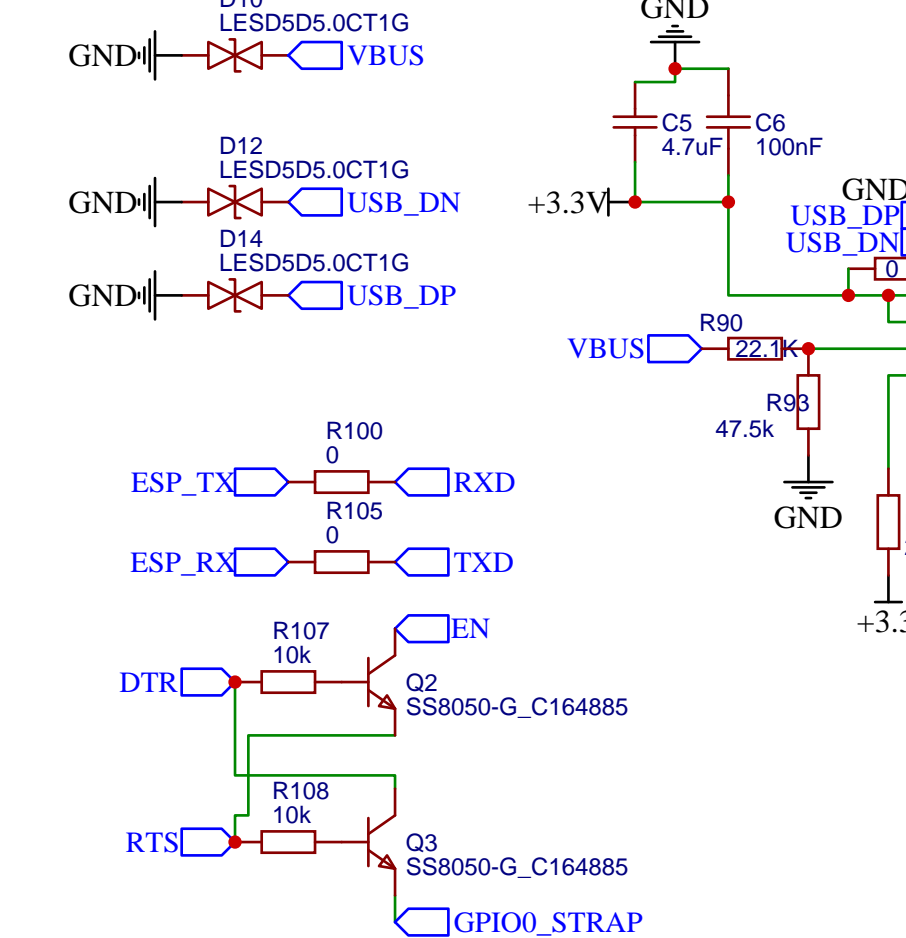 LESD5D5.0CT1G
GND
VBUS
D12
LESD5D5.0CT1G
GND
USB_DN
D14
LESD5D5.0CT1G
GND
USB_DP
GND
C5
4.7uF
C6
100nF
+3.3V
GND
USB_DP
USB_DN
0
VBUS
R90
22.1K
R93
47.5k
GND
+3.3
R100
0
ESP_TX
RXD
R105
0
ESP_RX
TXD
EN
R107
10k
DTR
Q2
SS8050-G_C164885
R108
10k
RTS
Q3
SS8050-G_C164885
GPIO0_STRAP